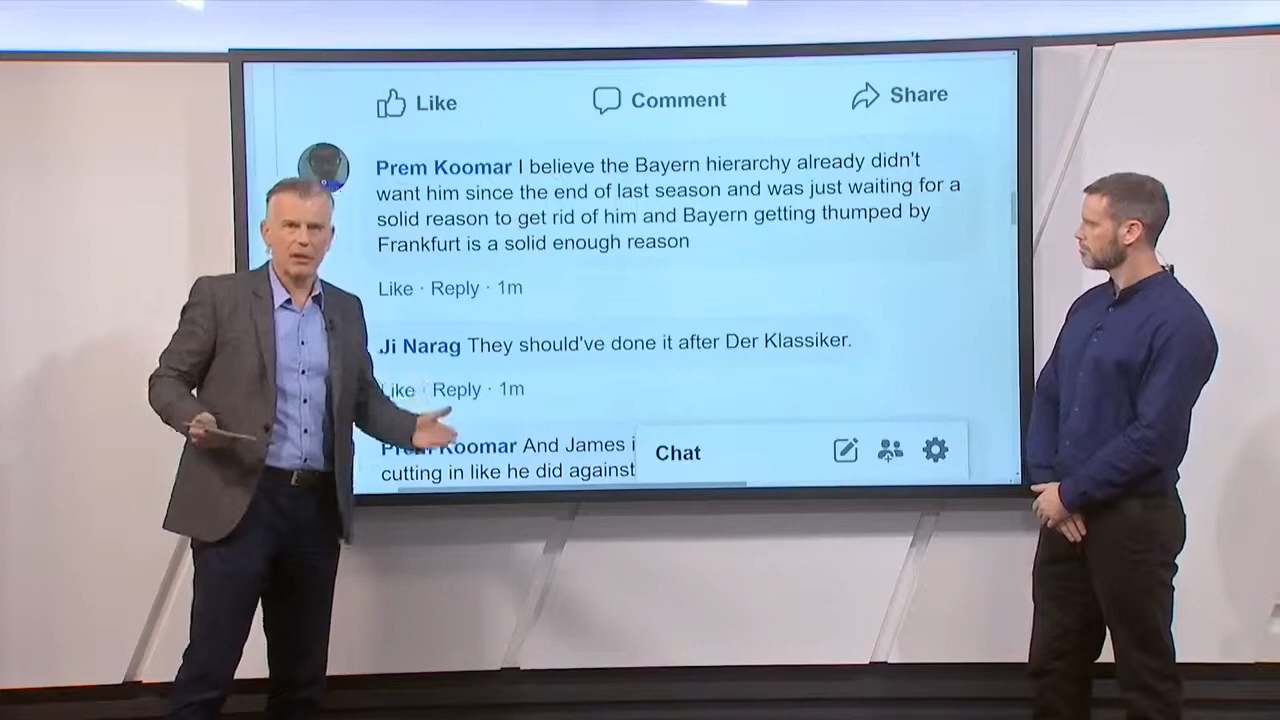 Like Comment Share
Prem Koomar I believe the Bayern hierarchy already didn't
want him since the end of last season and was just waiting for a
solid reason to get rid of him and Bayern getting thumped by
Frankfurt is a solid enough reason
Like · Reply · 1m
Ji Narag They should've done it after Der Klassiker.
Like · Reply · 1m
Prem Koomar And James i
cutting in like he did against
Chat